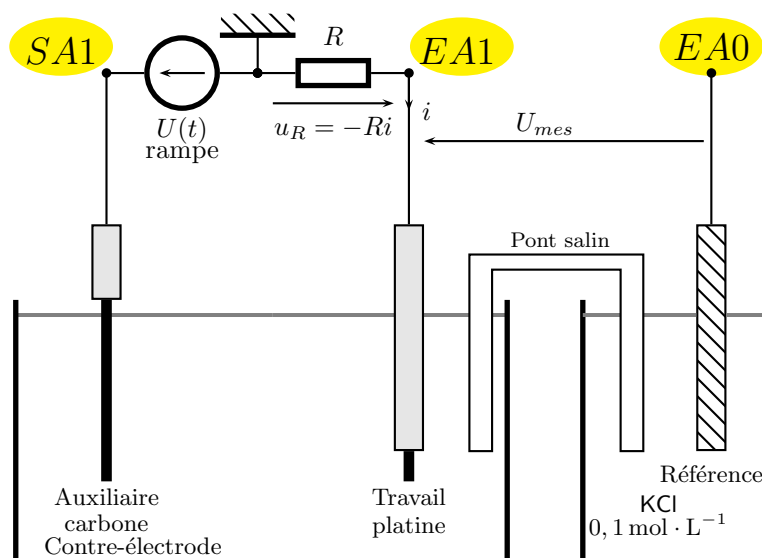 SA1
R
EA1
EA0
U(t)
rampe
u_R = −Ri
i
U_mes
Pont salin
Auxiliaire
carbone
Contre-électrode
Travail
platine
Référence
KCl
0, 1 mol · L⁻¹